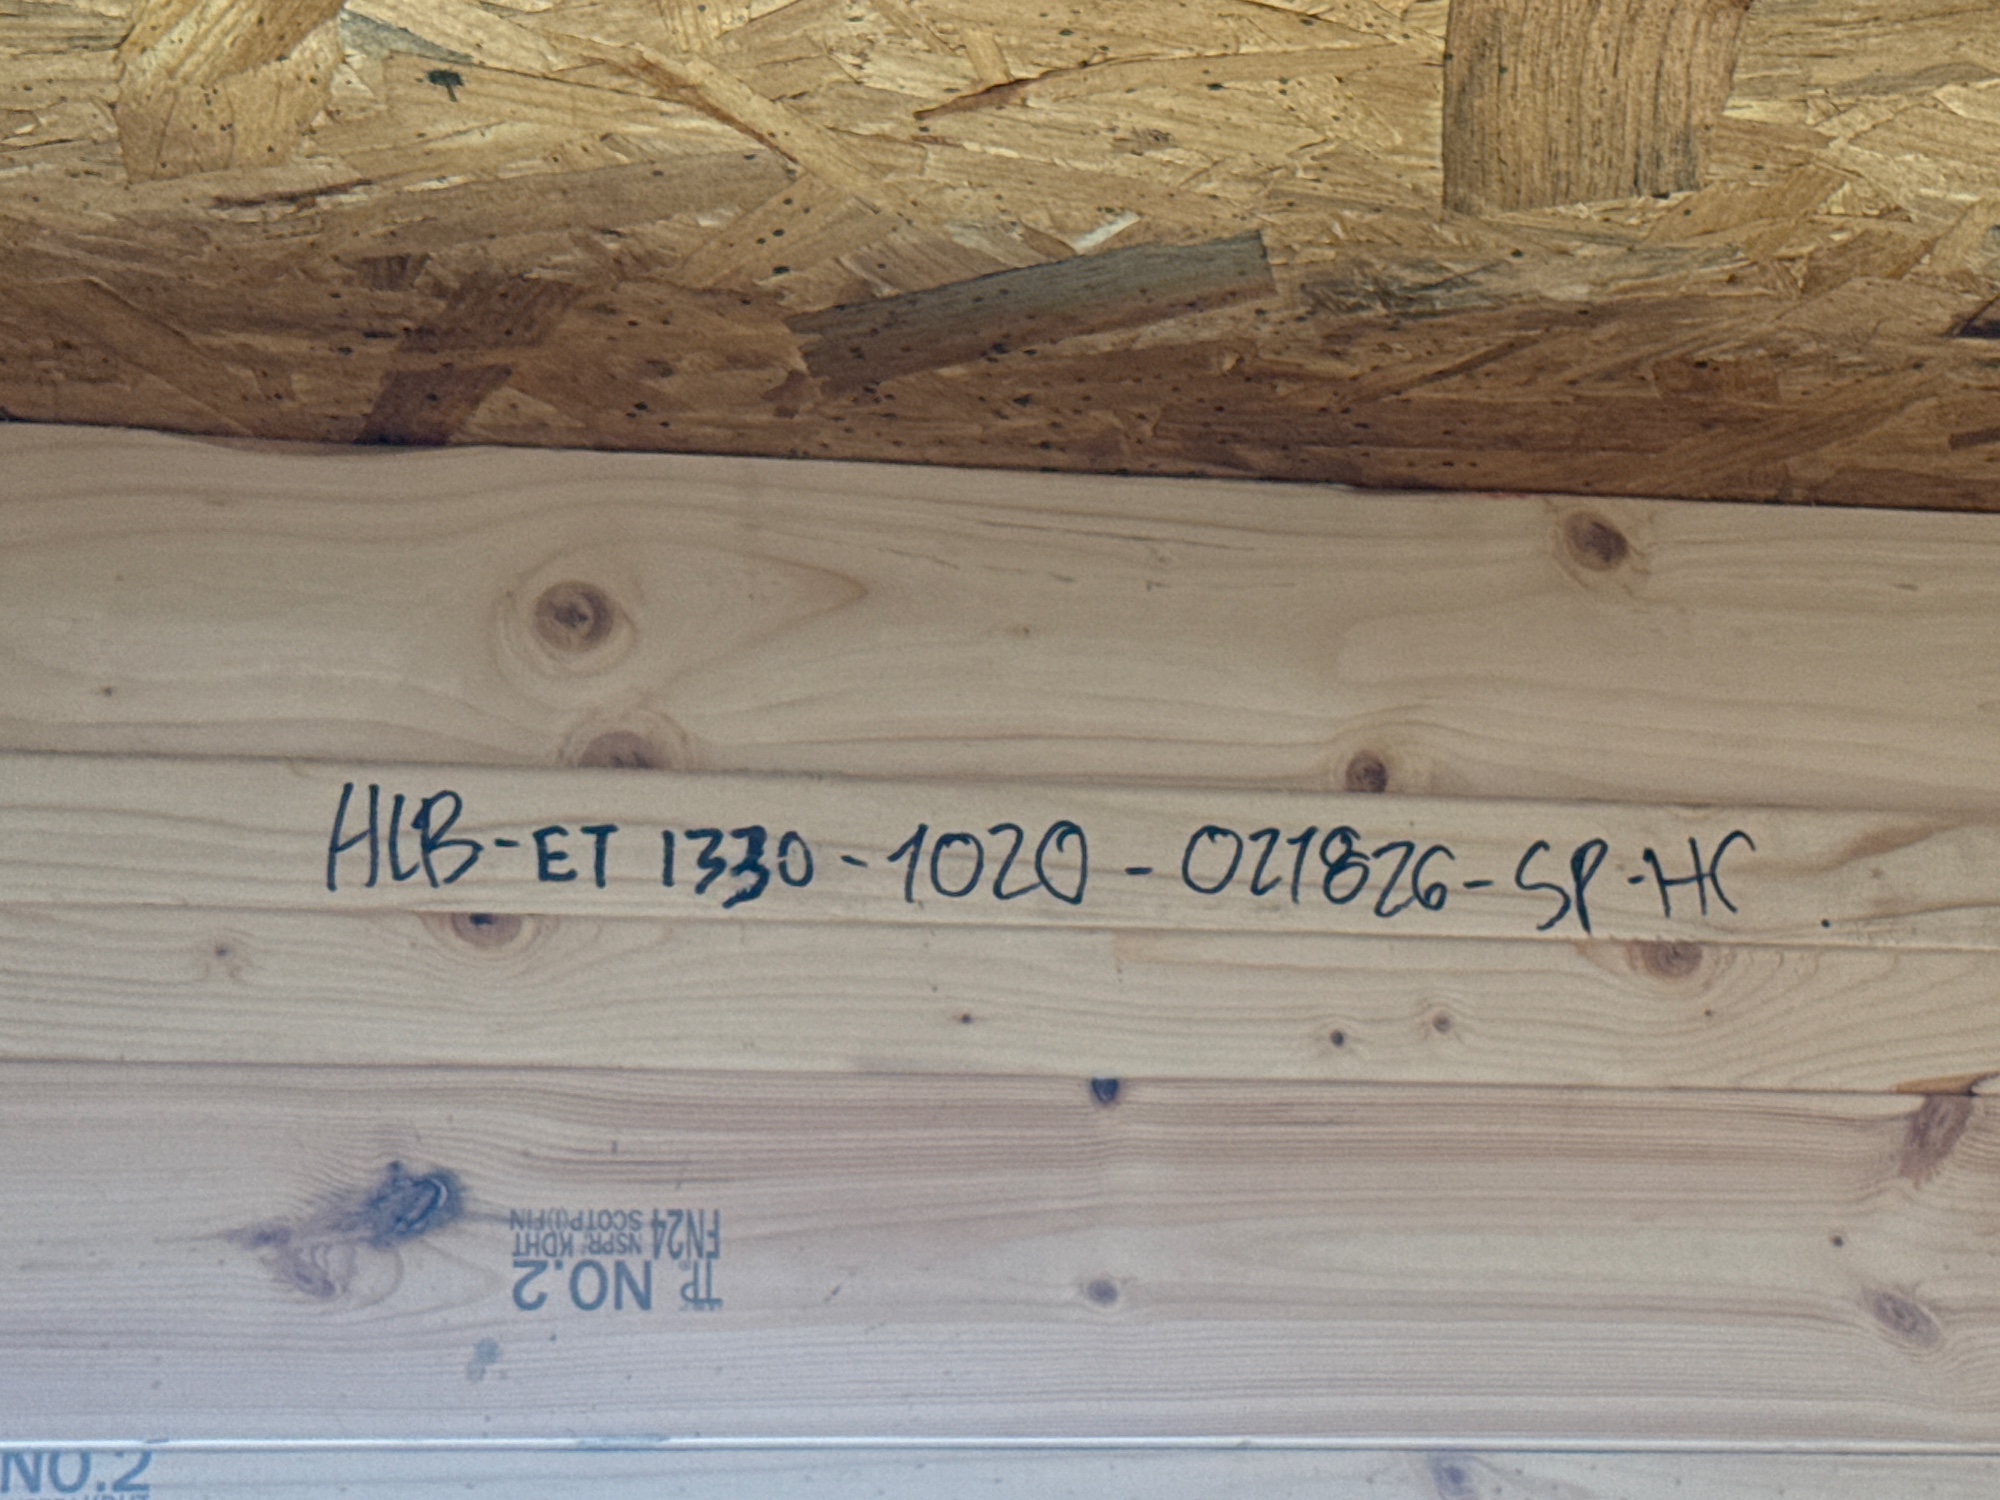 HLB-ET 1330-1020-021826-SP-HC.
TP NO.2
FN24 NSPR/ KDHT
SCOTP(I)FIN
NO.2